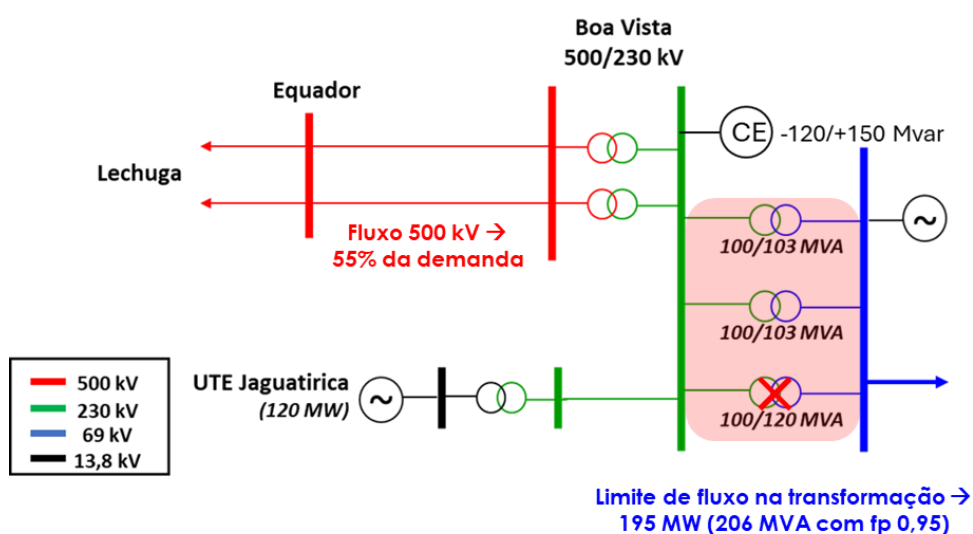 Boa Vista
500/230 kV
Equador
CE
-120/+150 Mvar
Lechuga
Fluxo 500 kV →
55% da demanda
~
100/103 MVA
100/103 MVA
UTE Jaguatirica
(120 MW)
~
100/120 MVA
500 kV
230 kV
69 kV
13,8 kV
Limite de fluxo na transformação →
195 MW (206 MVA com fp 0,95)